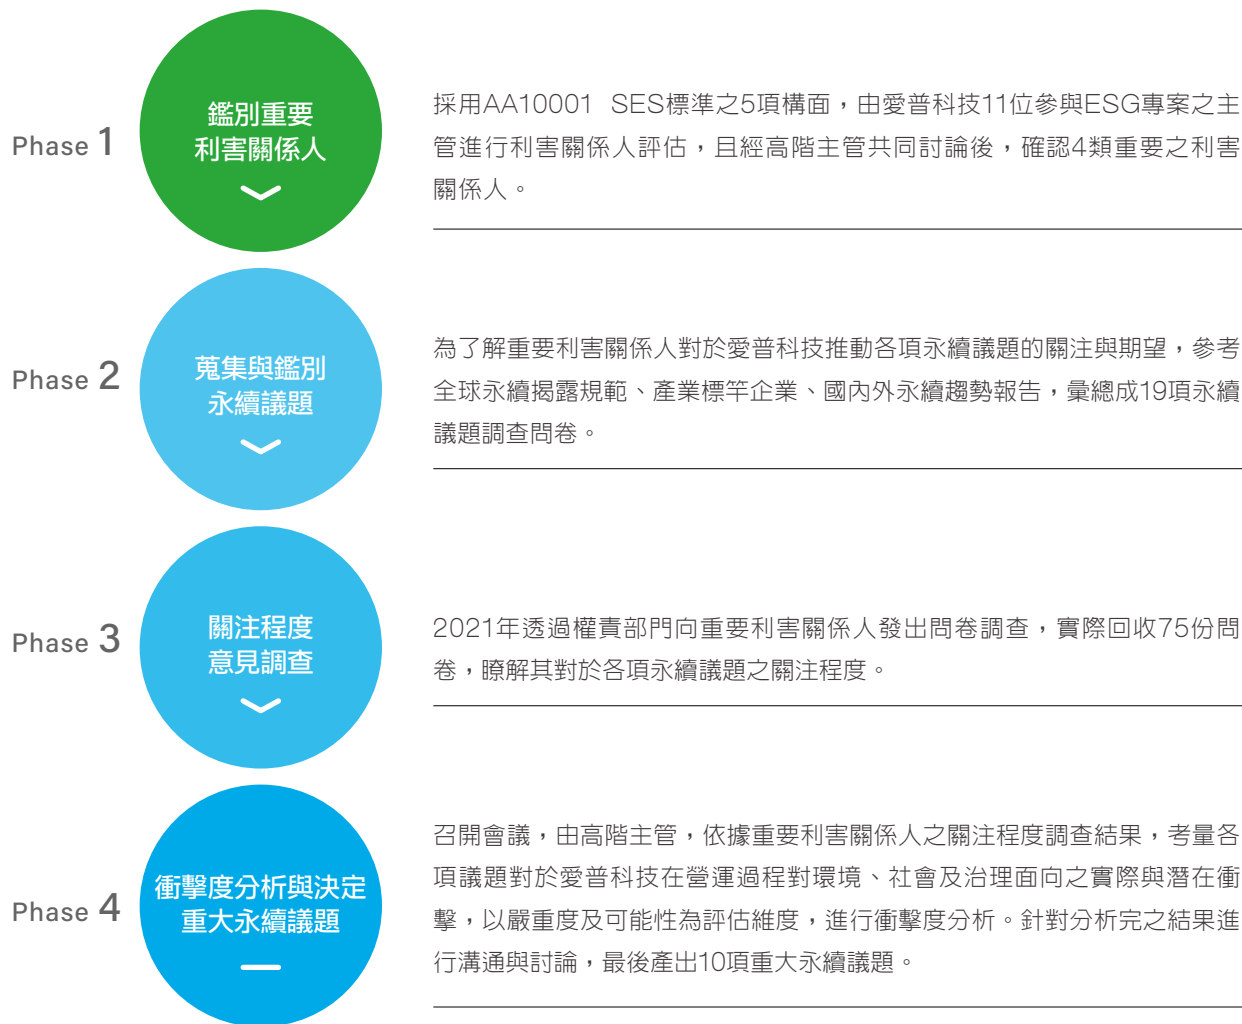 Phase 1
鑑別重要
利害關係人
採用AA10001 SES標準之5項構面，由愛普科技11位參與ESG專案之主
管進行利害關係人評估，且經高階主管共同討論後，確認4類重要之利害
關係人。
Phase 2
蒐集與鑑別
永續議題
為了解重要利害關係人對於愛普科技推動各項永續議題的關注與期望，參考
全球永續揭露規範、產業標竿企業、國內外永續趨勢報告，彙總成19項永續
議題調查問卷。
Phase 3
關注程度
意見調查
2021年透過權責部門向重要利害關係人發出問卷調查，實際回收75份問
卷，瞭解其對於各項永續議題之關注程度。
Phase 4
衝擊度分析與決定
重大永續議題
召開會議，由高階主管，依據重要利害關係人之關注程度調查結果，考量各
項議題對於愛普科技在營運過程對環境、社會及治理面向之實際與潛在衝
擊，以嚴重度及可能性為評估維度，進行衝擊度分析。針對分析完之結果進
行溝通與討論，最後產出10項重大永續議題。